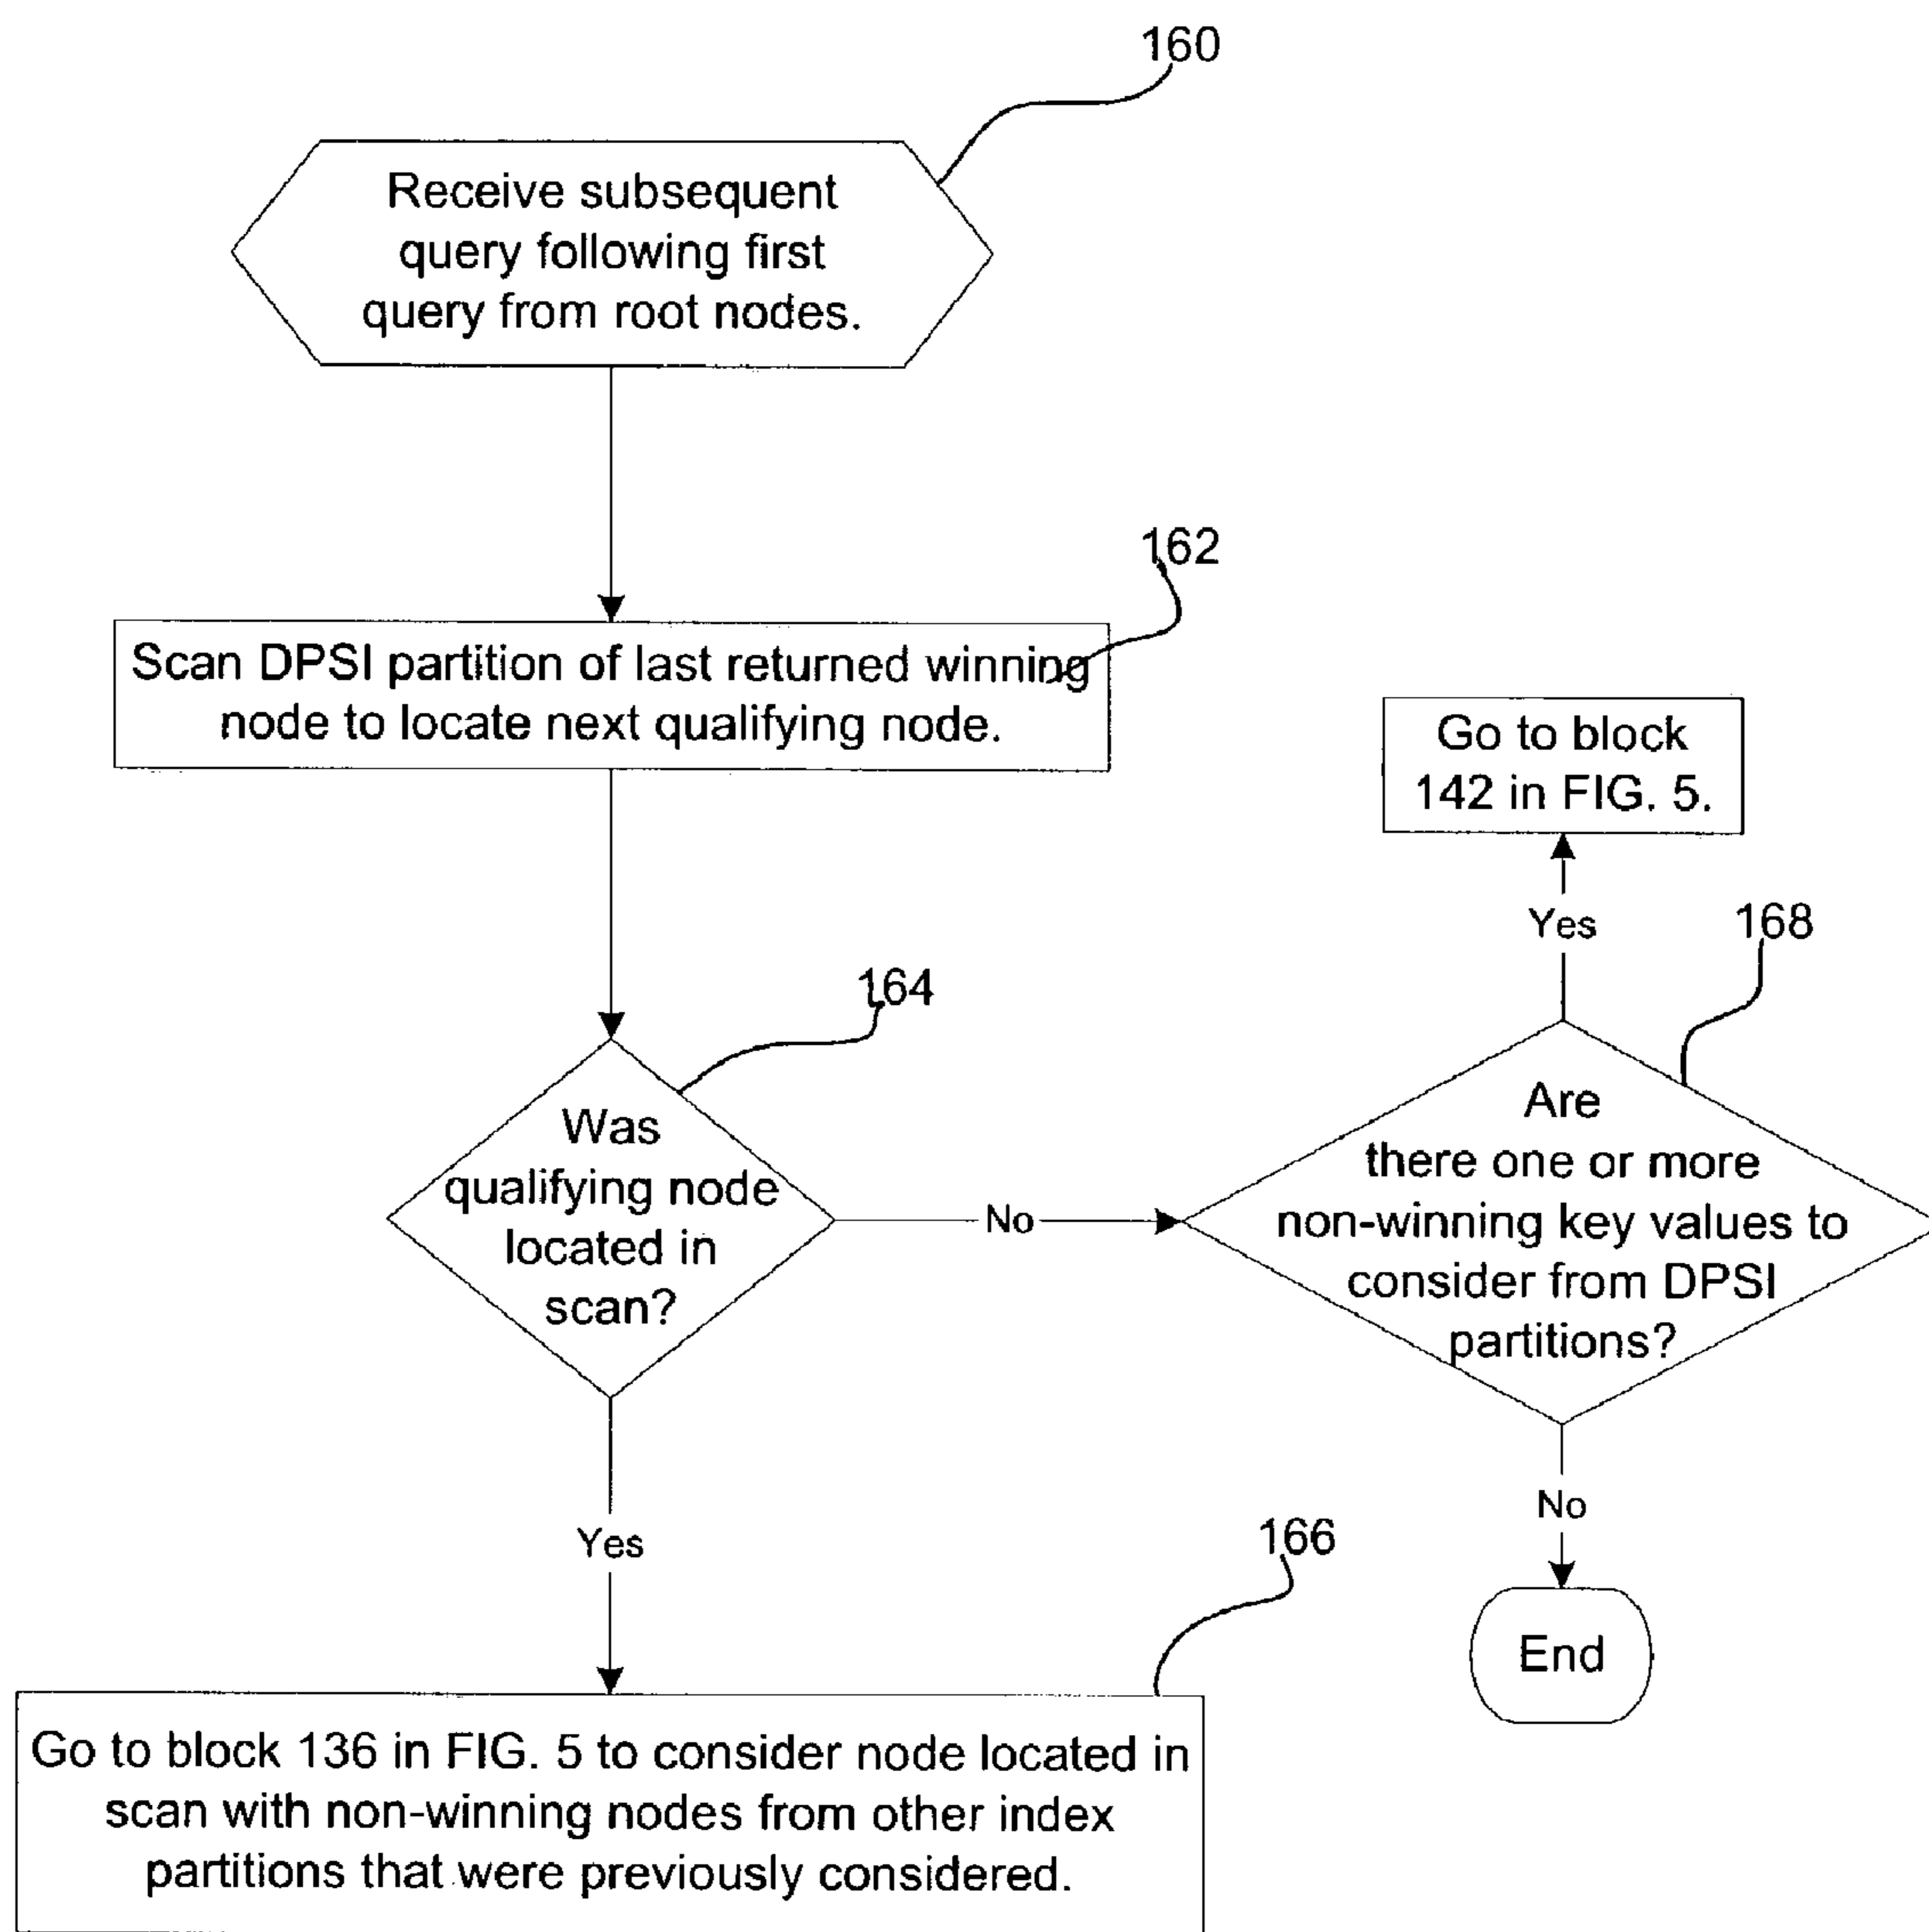 160
Receive subsequent
query following first
query from root nodes.
162
Scan DPSI partition of last returned winning
node to locate next qualifying node.
Go to block
142 in FIG. 5.
Yes
168
164
Was
qualifying node
located in
scan?
No
Are
there one or more
non-winning key values to
consider from DPSI
partitions?
No
Yes
166
End
Go to block 136 in FIG. 5 to consider node located in
scan with non-winning nodes from other index
partitions that were previously considered.